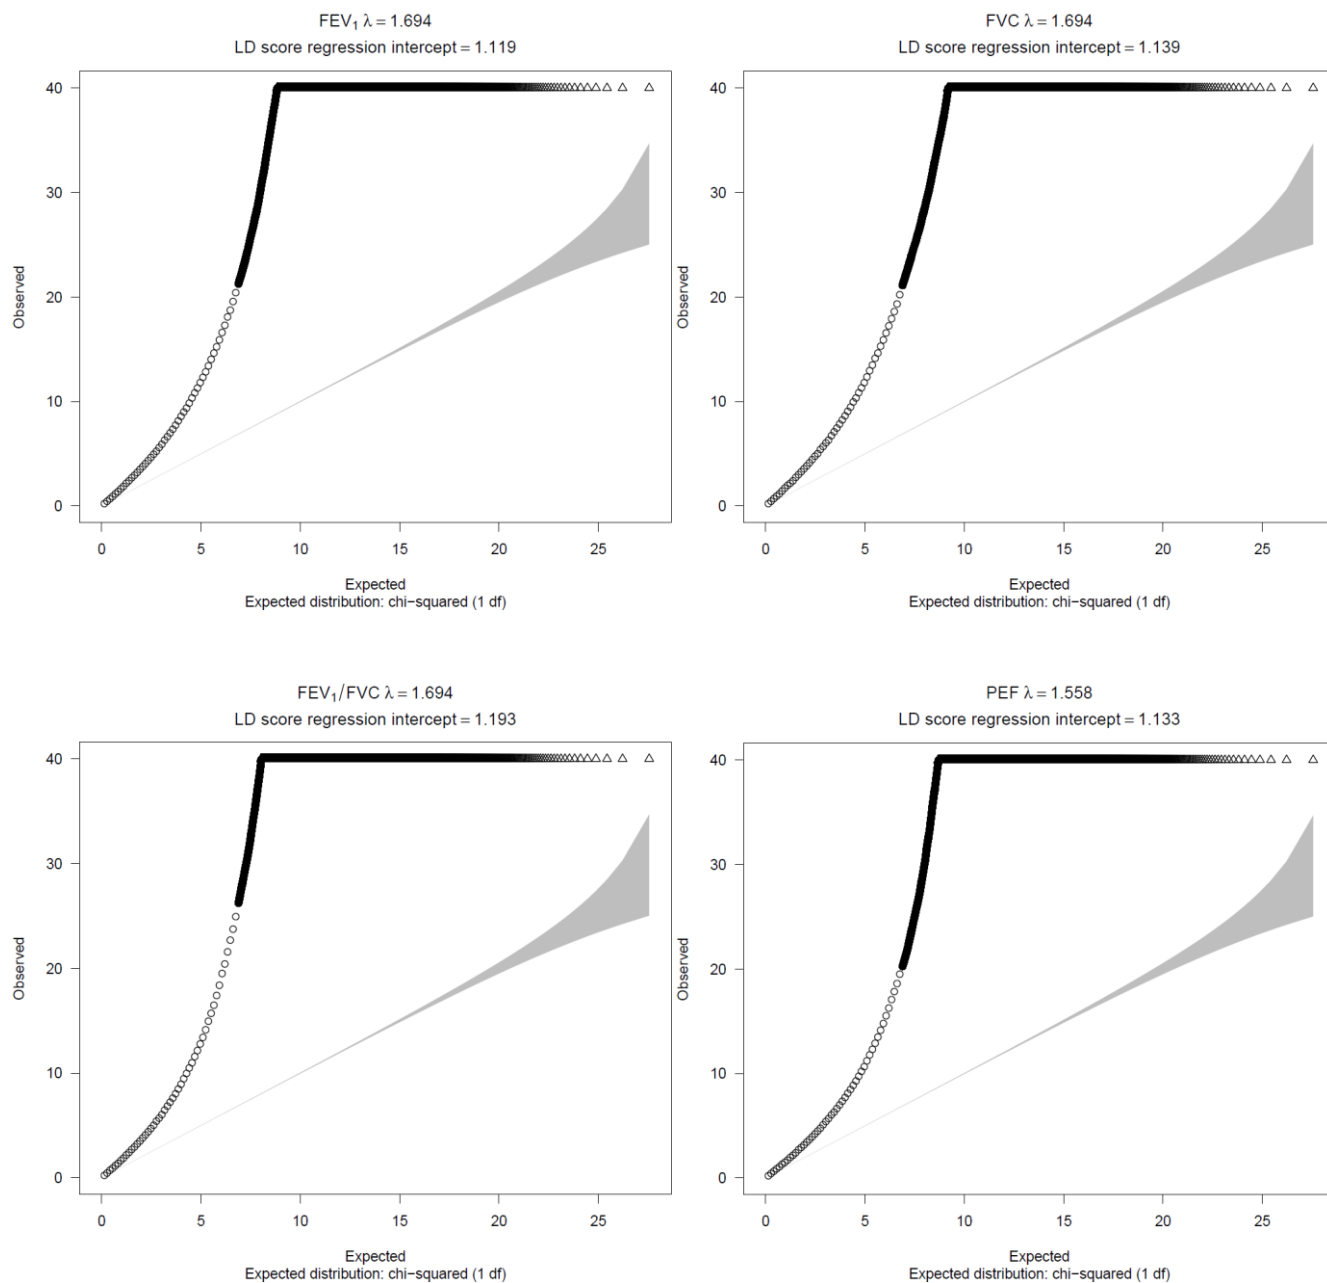 FEV₁ λ = 1.694
LD score regression intercept = 1.119
40
30
20
10
0
Observed
0 5 10 15 20 25
Expected
Expected distribution: chi−squared (1 df)
FVC λ = 1.694
LD score regression intercept = 1.139
40
30
20
10
0
Observed
0 5 10 15 20 25
Expected
Expected distribution: chi−squared (1 df)
FEV₁/FVC λ = 1.694
LD score regression intercept = 1.193
40
30
20
10
0
Observed
0 5 10 15 20 25
Expected
Expected distribution: chi−squared (1 df)
PEF λ = 1.558
LD score regression intercept = 1.133
40
30
20
10
0
Observed
0 5 10 15 20 25
Expected
Expected distribution: chi−squared (1 df)